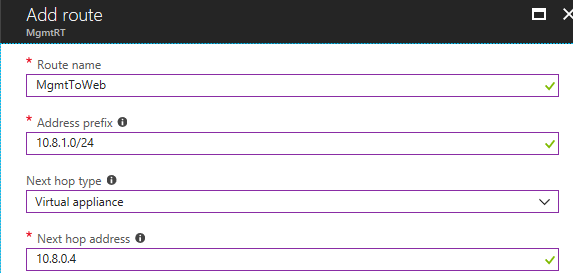 Add route
MgmtRT
* Route name
MgmtToWeb
* Address prefix
10.8.1.0/24
Next hop type
Virtual appliance
* Next hop address
10.8.0.4